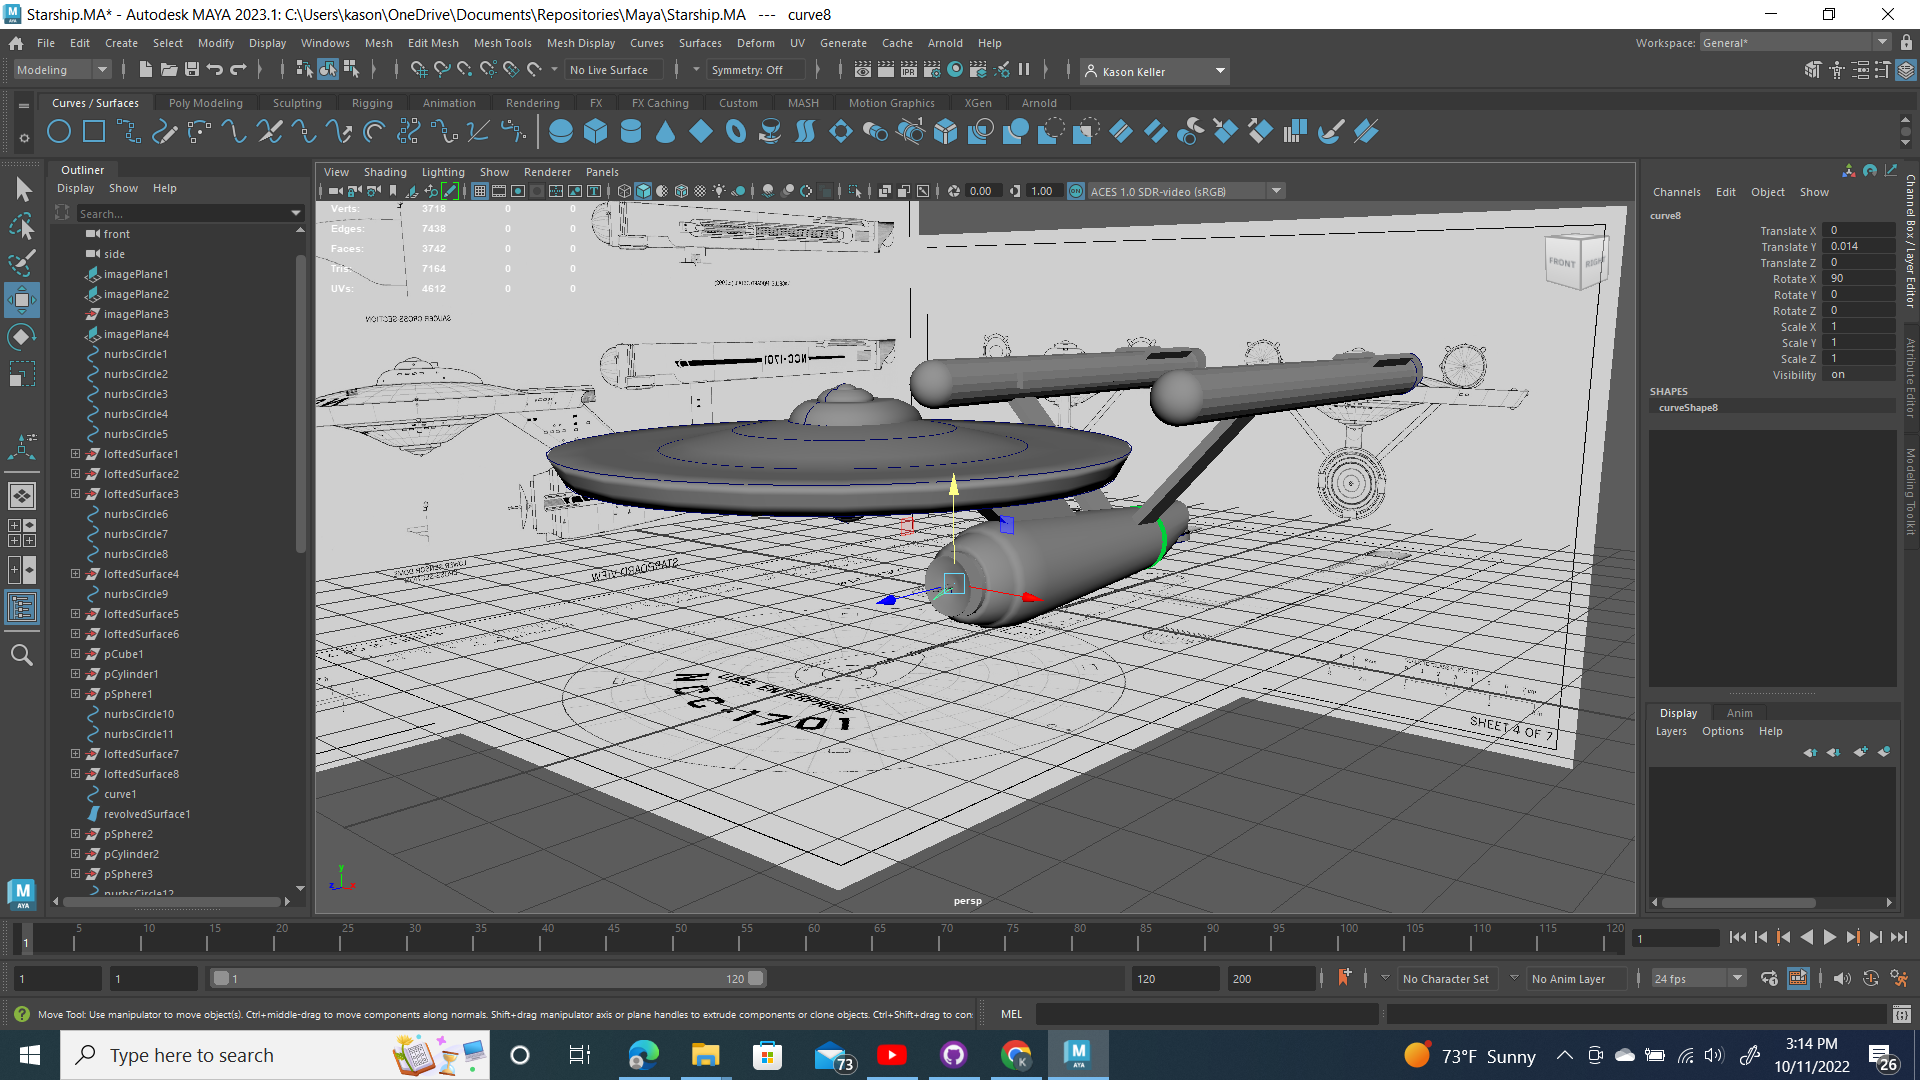 Starship.MA* - Autodesk MAYA 2023.1: C:\Users\kason\OneDrive\Documents\Repositories\Maya\Starship.MA --- curve8
File Edit Create Select Modify Display Windows Mesh Edit Mesh Mesh Tools Mesh Display Curves Surfaces Deform UV Generate Cache Arnold Help
Workspace: General*
Modeling No Live Surface Symmetry: Off IPR Kason Keller
Curves / Surfaces Poly Modeling Sculpting Rigging Animation Rendering FX FX Caching Custom MASH Motion Graphics XGen Arnold
Outliner
Display Show Help
Search...
front
side
imagePlane1
imagePlane2
imagePlane3
imagePlane4
nurbsCircle1
nurbsCircle2
nurbsCircle3
nurbsCircle4
nurbsCircle5
loftedSurface1
loftedSurface2
loftedSurface3
nurbsCircle6
nurbsCircle7
nurbsCircle8
loftedSurface4
nurbsCircle9
loftedSurface5
loftedSurface6
pCube1
pCylinder1
pSphere1
nurbsCircle10
nurbsCircle11
loftedSurface7
loftedSurface8
curve1
revolvedSurface1
pSphere2
pCylinder2
pSphere3
nurbsCircle12
View Shading Lighting Show Renderer Panels
0.00 1.00 ON ACES 1.0 SDR-video (sRGB)
Verts: 3718 0 0
Edges: 7438 0 0
Faces: 3742 0 0
Tris: 7164 0 0
UVs: 4612 0 0
SAUCER CROSS SECTION
NCC-1701
FRONT RIGHT
STARBOARD VIEW
USS ENTERPRISE
NCC-1701
SHEET 4 OF 7
y
z x
persp
Channels Edit Object Show
curve8
Translate X 0
Translate Y 0.014
Translate Z 0
Rotate X 90
Rotate Y 0
Rotate Z 0
Scale X 1
Scale Y 1
Scale Z 1
Visibility on
SHAPES
curveShape8
Channel Box / Layer Editor
Attribute Editor
Modeling Toolkit
Display Anim
Layers Options Help
M
AYA
1 5 10 15 20 25 30 35 40 45 50 55 60 65 70 75 80 85 90 95 100 105 110 115 120 1
1 1 1 120 120 200 No Character Set No Anim Layer 24 fps
Move Tool: Use manipulator to move object(s). Ctrl+middle-drag to move components along normals. Shift+drag manipulator axis or plane handles to extrude components or clone objects. Ctrl+Shift+drag to con
MEL
Type here to search
73
K
M
AYA
73°F Sunny
3:14 PM
10/11/2022
26